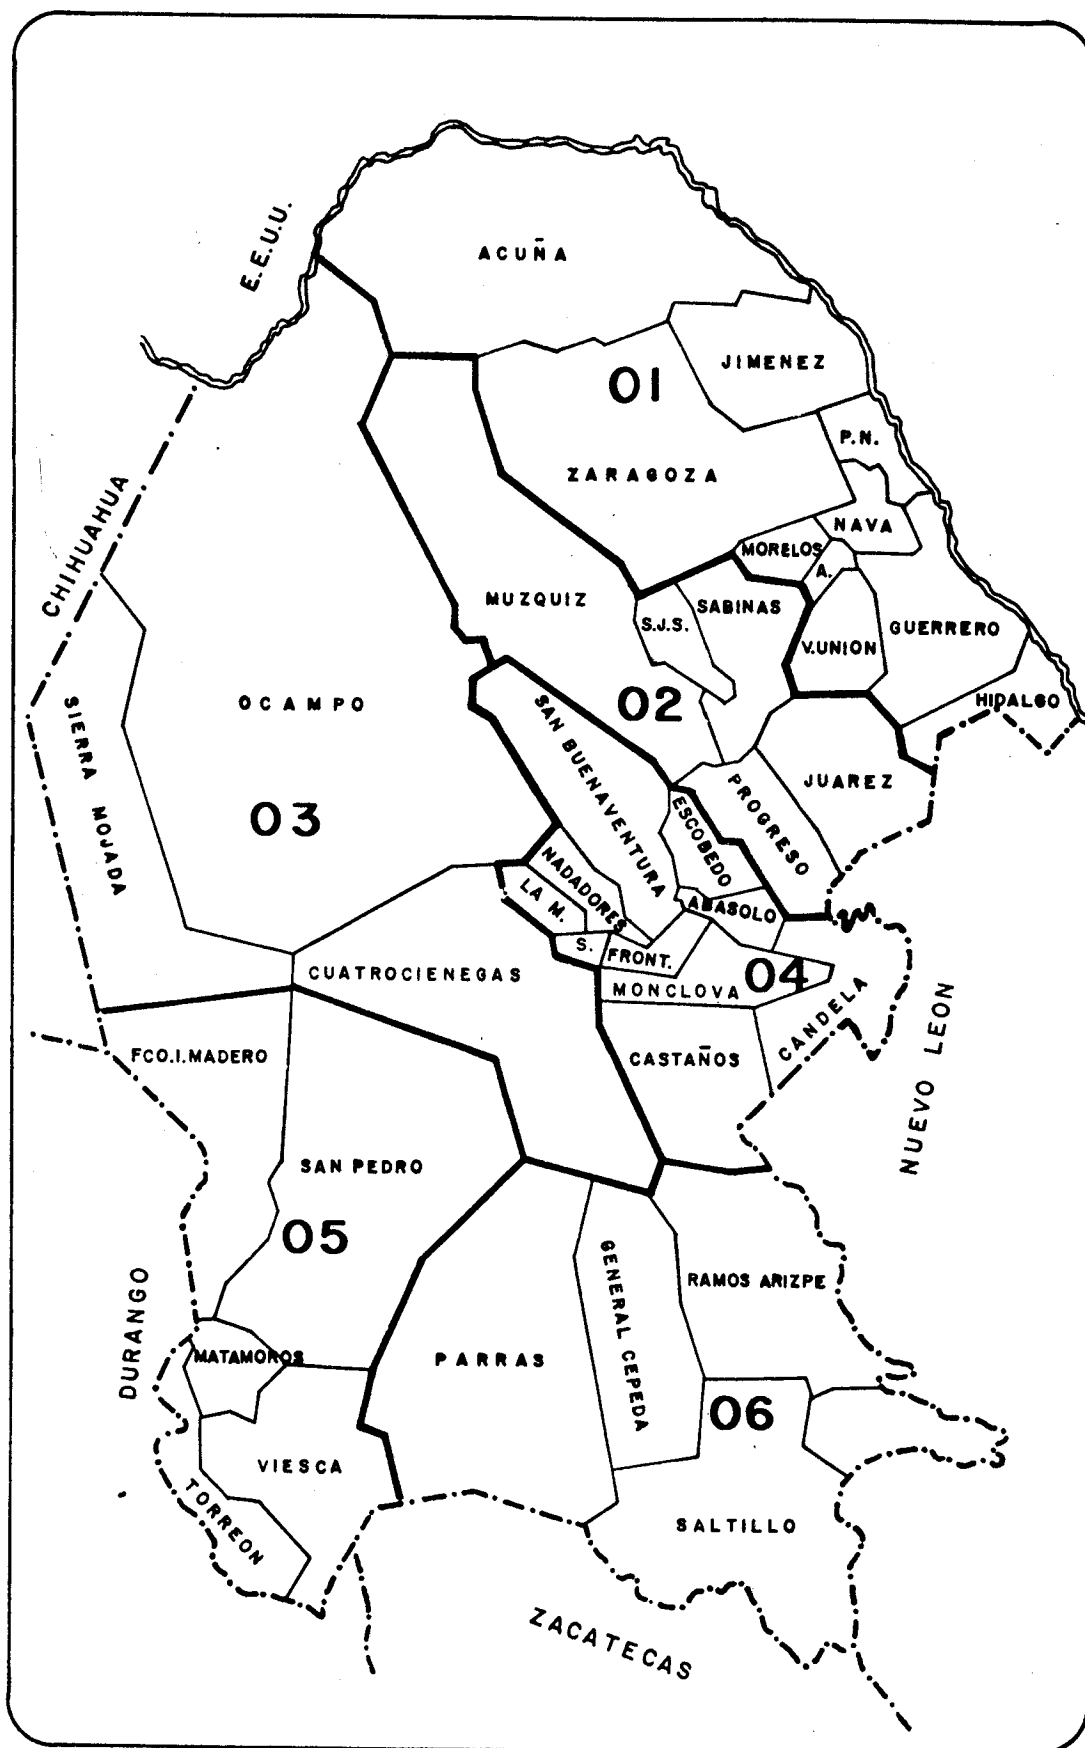 E.E.U.U.
ACUÑA
JIMENEZ
01
P.N.
ZARAGOZA
NAVA
MORELOS
A.
CHIHUAHUA
MUZQUIZ
SABINAS
S.J.S.
V.UNION
GUERRERO
HIDALGO
OCAMPO
02
SIERRA MOJADA
SAN BUENAVENTURA
JUAREZ
PROGRESO
03
ESCOBEDO
NADADORES
LA M.
ABASOLO
S.
FRONT.
CUATROCIENEGAS
04
MONCLOVA
CANDELA
FCO.I.MADERO
CASTAÑOS
NUEVO LEON
SAN PEDRO
05
GENERAL CEPEDA
RAMOS ARIZPE
DURANGO
MATAMOROS
PARRAS
06
VIESCA
TORREON
SALTILLO
ZACATECAS